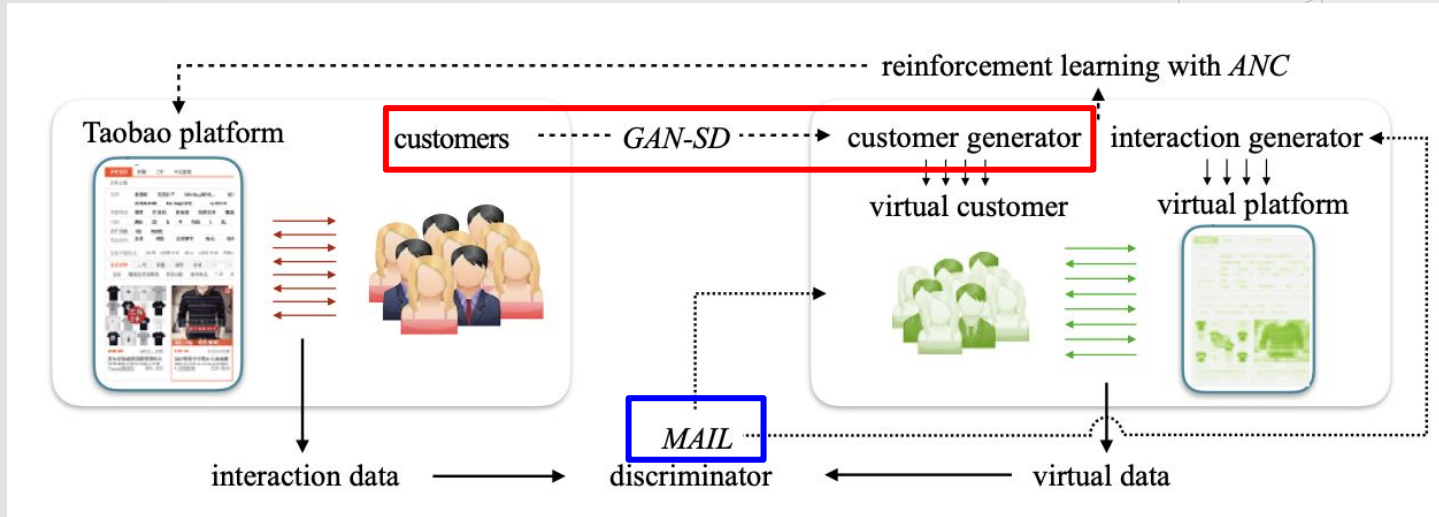 reinforcement learning with ANC
Taobao platform
customers
GAN-SD
customer generator
interaction generator
virtual customer
virtual platform
MAIL
interaction data
discriminator
virtual data